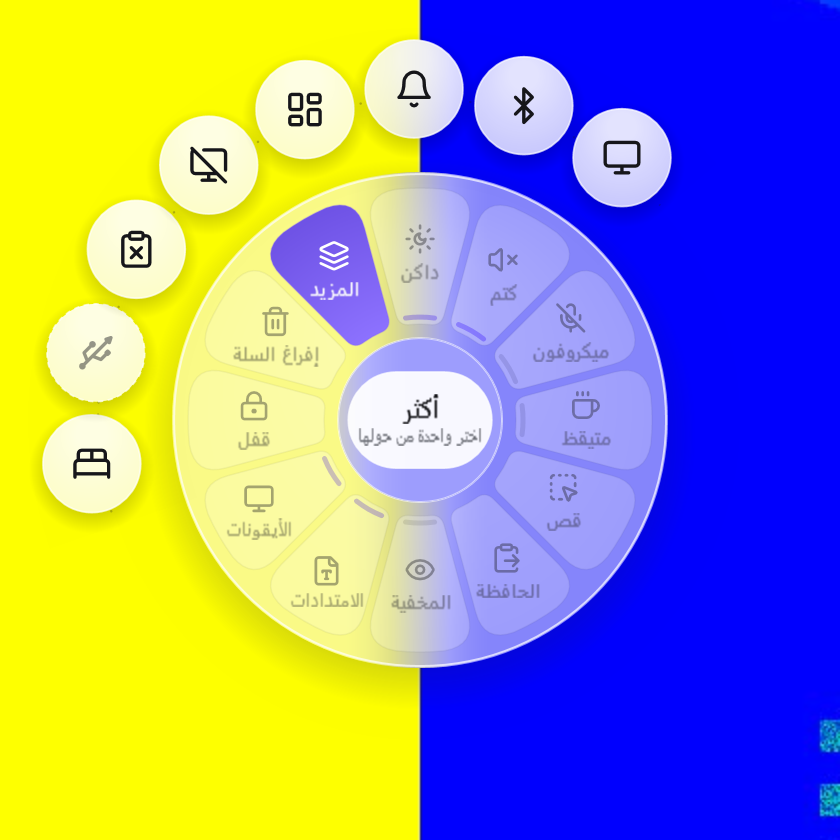 داكن
كتم
ميكروفون
متيقظ
قص
الحافظة
المخفية
الامتدادات
الأيقونات
قفل
إفراغ السلة
المزيد
أكثر
اختر واحدة من حولها